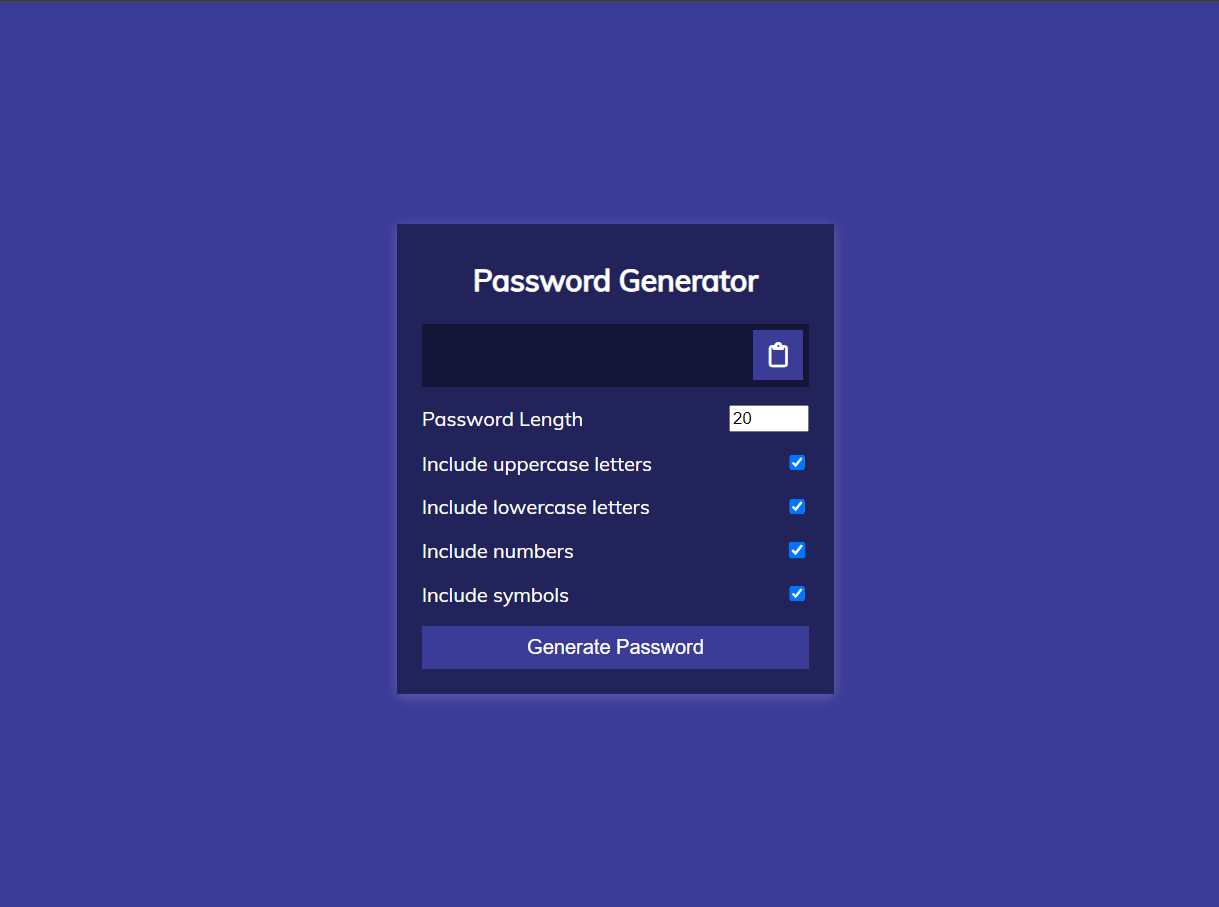 Password Generator
Password Length 20
Include uppercase letters
Include lowercase letters
Include numbers
Include symbols
Generate Password